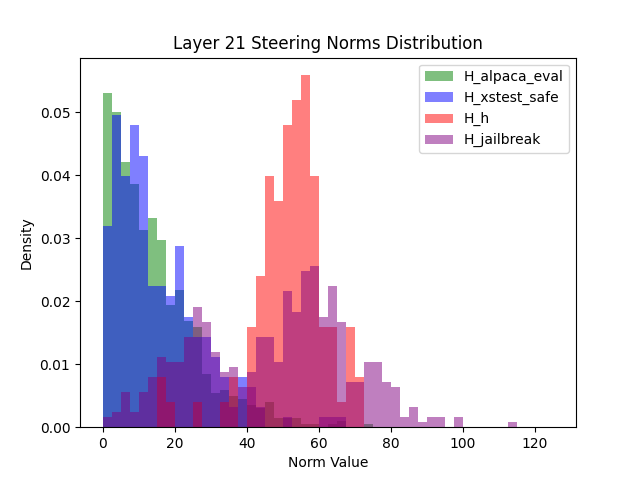 Layer 21 Steering Norms Distribution
H_alpaca_eval
H_xstest_safe
H_h
H_jailbreak
Density
0.05
0.04
0.03
0.02
0.01
0.00
0 20 40 60 80 100 120
Norm Value